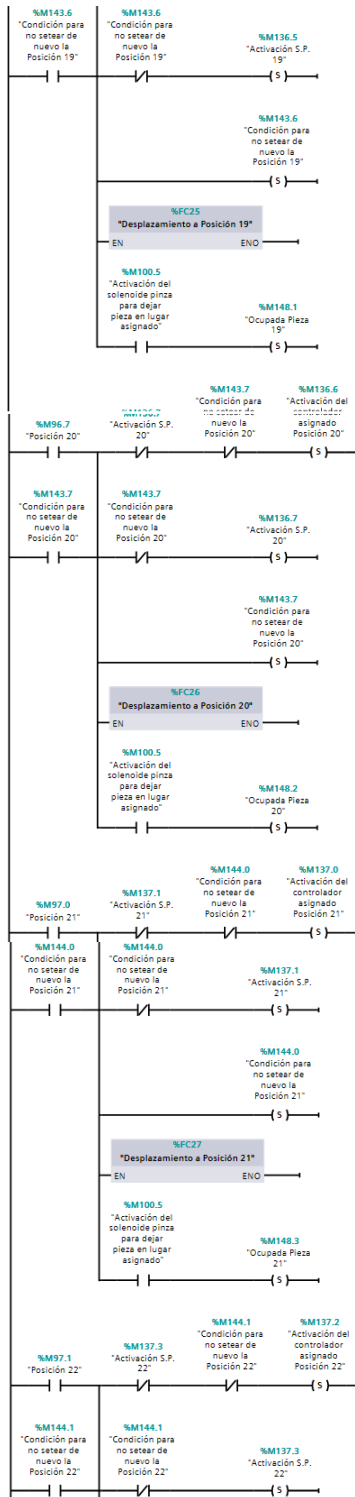 %M143.6
"Condición para
no setear de
nuevo la
Posición 19"
%M143.6
"Condición para
no setear de
nuevo la
Posición 19"
%M136.5
"Activación S.P.
19"
( S )
%M143.6
"Condición para
no setear de
nuevo la
Posición 19"
( S )
%FC25
"Desplazamiento a Posición 19"
EN
ENO
%M100.5
"Activación del
solenoide pinza
para dejar
pieza en lugar
asignado"
%M148.1
"Ocupada Pieza
19"
( S )
%M96.7
"Posición 20"
%M136.7
"Activación S.P.
20"
%M143.7
"Condición para
no setear de
nuevo la
Posición 20"
%M136.6
"Activación del
controlador
asignado
Posición 20"
( S )
%M143.7
"Condición para
no setear de
nuevo la
Posición 20"
%M143.7
"Condición para
no setear de
nuevo la
Posición 20"
%M136.7
"Activación S.P.
20"
( S )
%M143.7
"Condición para
no setear de
nuevo la
Posición 20"
( S )
%FC26
"Desplazamiento a Posición 20"
EN
ENO
%M100.5
"Activación del
solenoide pinza
para dejar
pieza en lugar
asignado"
%M148.2
"Ocupada Pieza
20"
( S )
%M97.0
"Posición 21"
%M137.1
"Activación S.P.
21"
%M144.0
"Condición para
no setear de
nuevo la
Posición 21"
%M137.0
"Activación del
controlador
asignado
Posición 21"
( S )
%M144.0
"Condición para
no setear de
nuevo la
Posición 21"
%M144.0
"Condición para
no setear de
nuevo la
Posición 21"
%M137.1
"Activación S.P.
21"
( S )
%M144.0
"Condición para
no setear de
nuevo la
Posición 21"
( S )
%FC27
"Desplazamiento a Posición 21"
EN
ENO
%M100.5
"Activación del
solenoide pinza
para dejar
pieza en lugar
asignado"
%M148.3
"Ocupada Pieza
21"
( S )
%M97.1
"Posición 22"
%M137.3
"Activación S.P.
22"
%M144.1
"Condición para
no setear de
nuevo la
Posición 22"
%M137.2
"Activación del
controlador
asignado
Posición 22"
( S )
%M144.1
"Condición para
no setear de
nuevo la
Posición 22"
%M144.1
"Condición para
no setear de
nuevo la
Posición 22"
%M137.3
"Activación S.P.
22"
( S )